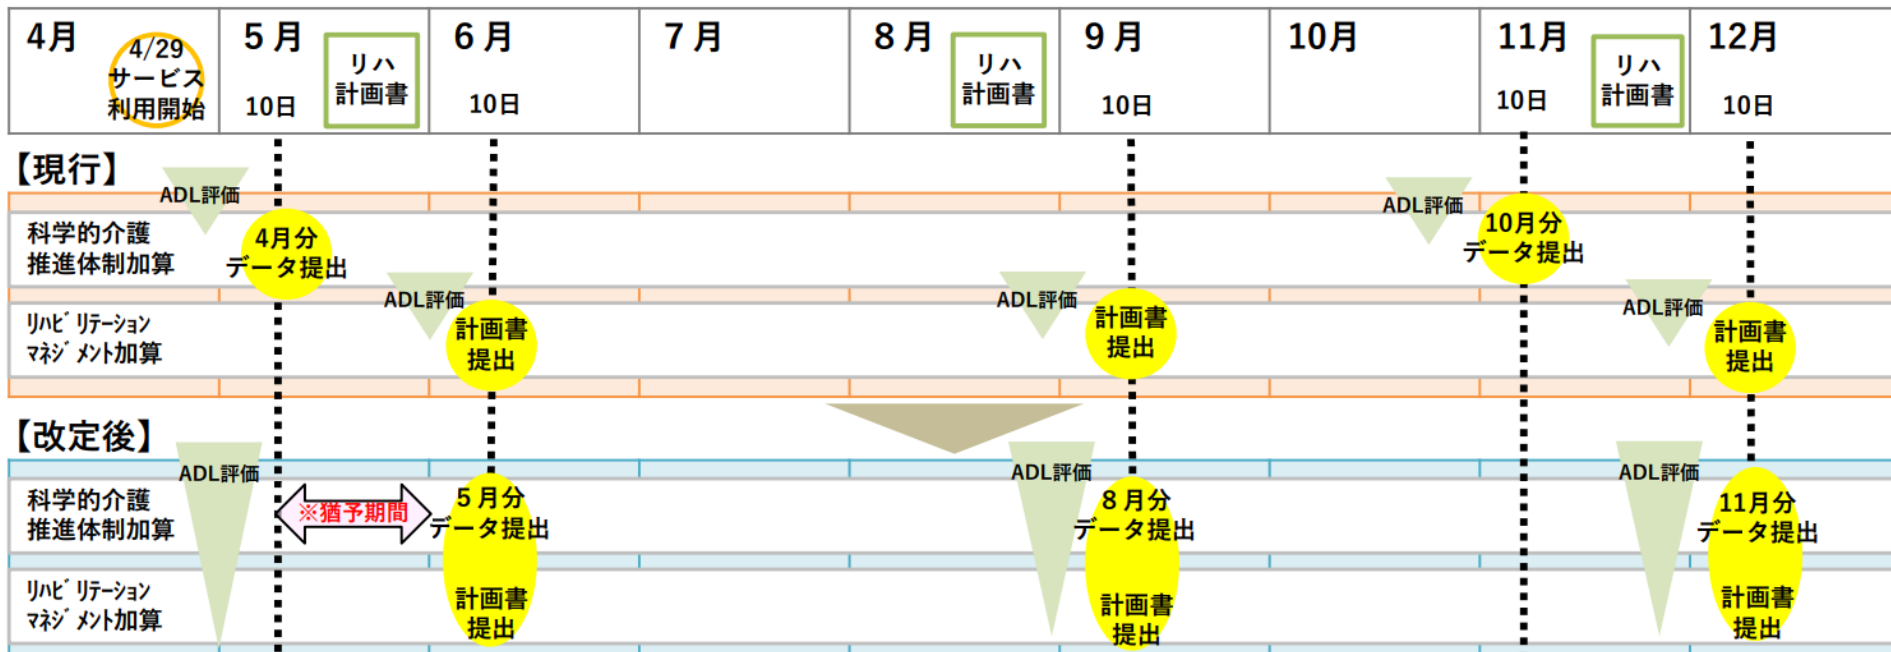 4月
4/29
サービス
利用開始
5月
10日
リハ
計画書
6月
10日
7月
8月
リハ
計画書
9月
10日
10月
11月
10日
リハ
計画書
12月
10日
【現行】
ADL評価
ADL評価
科学的介護
推進体制加算
4月分
データ提出
10月分
データ提出
ADL評価
ADL評価
ADL評価
リハビリテーション
マネジメント加算
計画書
提出
計画書
提出
計画書
提出
【改定後】
ADL評価
ADL評価
ADL評価
科学的介護
推進体制加算
※猶予期間
5月分
データ提出
8月分
データ提出
11月分
データ提出
リハビリテーション
マネジメント加算
計画書
提出
計画書
提出
計画書
提出